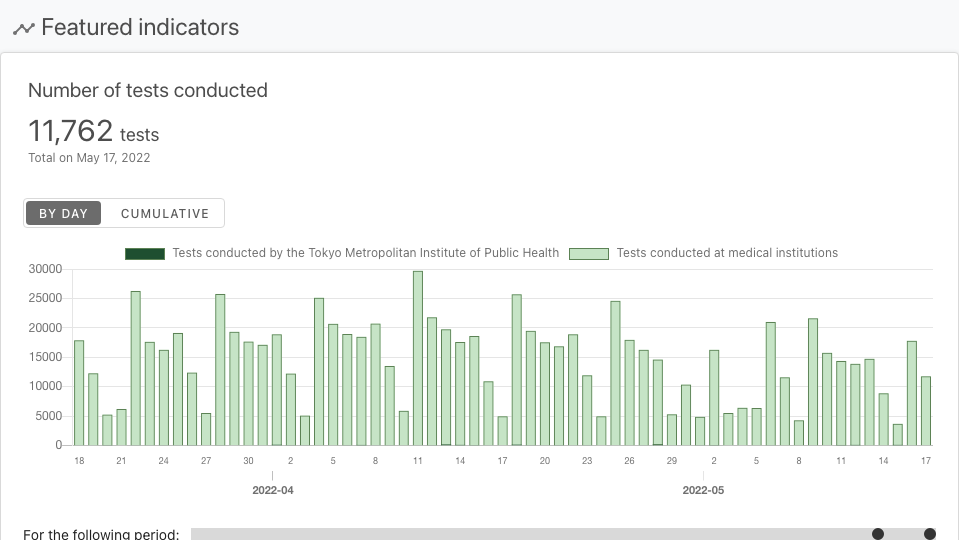 Featured indicators
Number of tests conducted
11,762 tests
Total on May 17, 2022
BY DAY CUMULATIVE
Tests conducted by the Tokyo Metropolitan Institute of Public Health Tests conducted at medical institutions
30000
25000
20000
15000
10000
5000
0
18 21 24 27 30 2 5 8 11 14 17 20 23 26 29 2 5 8 11 14 17
2022-04 2022-05
For the following period: